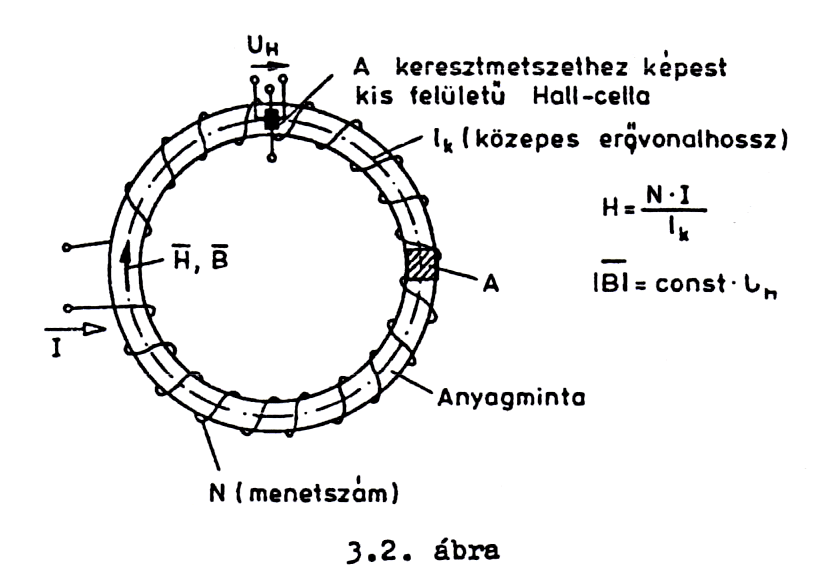 U_H
A keresztmetszethez képest
kis felületű Hall-cella
l_k (közepes erővonalhossz)
H = N·I / l_k
H̅, B̅
A
|B̅| = const · U_h
I
Anyagminta
N (menetszám)
3.2. ábra